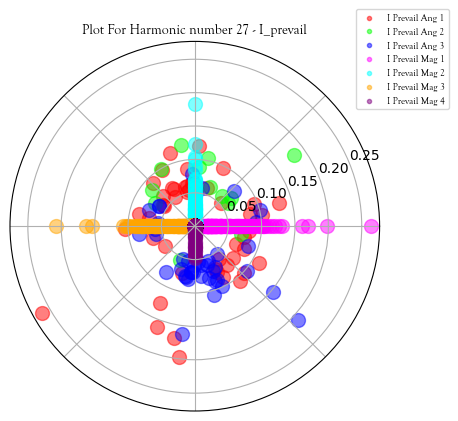 Plot For Harmonic number 27 - I_prevail
I Prevail Ang 1
I Prevail Ang 2
I Prevail Ang 3
I Prevail Mag 1
I Prevail Mag 2
I Prevail Mag 3
I Prevail Mag 4
0.25
0.20
0.15
0.10
0.05